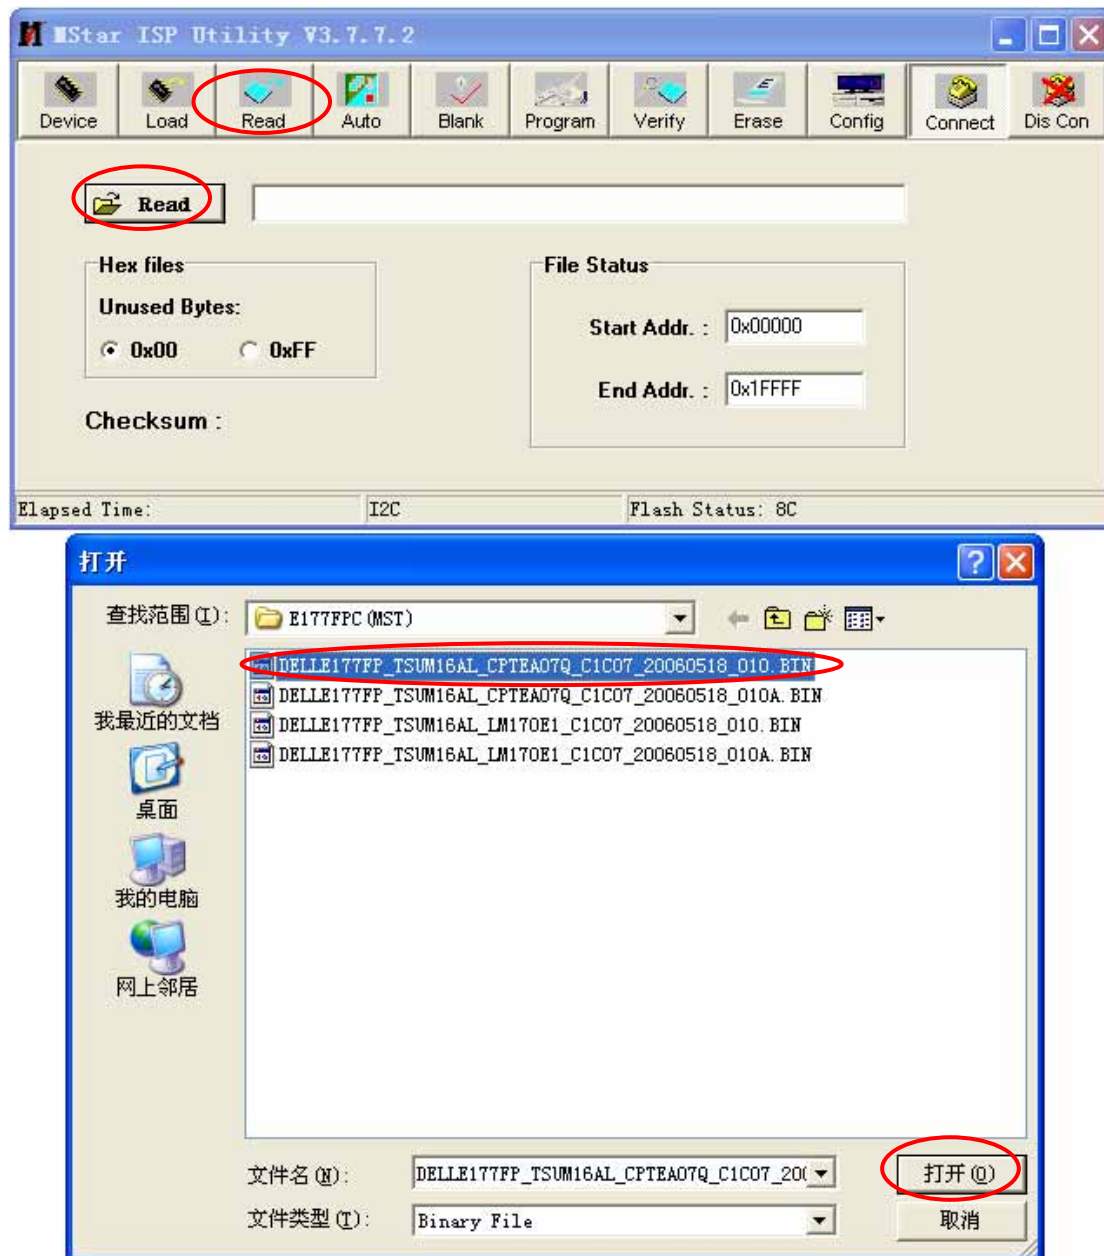 MStar ISP Utility V3.7.7.2
Device Load Read Auto Blank Program Verify Erase Config Connect Dis Con
Read
Hex files
Unused Bytes:
0x00 0xFF
Checksum :
File Status
Start Addr. : 0x00000
End Addr. : 0x1FFFF
Elapsed Time: I2C Flash Status: 8C
打开
查找范围(I): E177FPC(MST)
DELLE177FP_TSUM16AL_CPTEA07Q_C1C07_20060518_010.BIN
DELLE177FP_TSUM16AL_CPTEA07Q_C1C07_20060518_010A.BIN
DELLE177FP_TSUM16AL_LM170E1_C1C07_20060518_010.BIN
DELLE177FP_TSUM16AL_LM170E1_C1C07_20060518_010A.BIN
我最近的文档
桌面
我的电脑
网上邻居
文件名(N): DELLE177FP_TSUM16AL_CPTEA07Q_C1C07_20( 打开(O)
文件类型(T): Binary File 取消